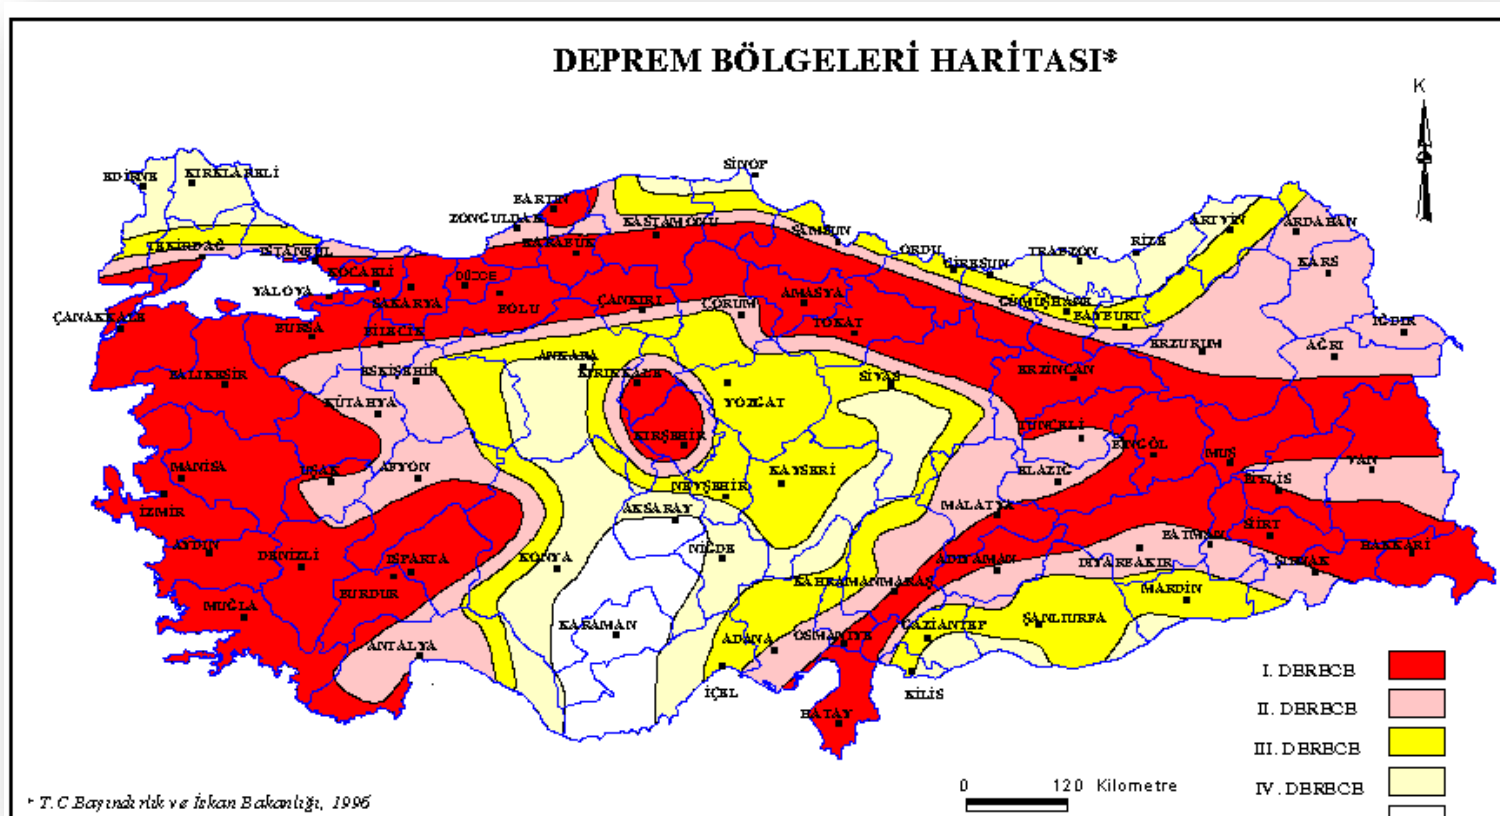 DEPREM BÖLGELERİ HARİTASI*
K
SİNOP
EDİRNE
KIRKLARELİ
BARTIN
ZONGULDAK
KASTAMONU
ARTVİN
ARDAHAN
TEKİRDAĞ
İSTANBUL
KARABÜK
SAMSUN
ORDU
GİRESUN
TRABZON
RİZE
KARS
KOCAELİ
DÜZCE
YALOVA
SAKARYA
BOLU
ÇANKIRI
ÇORUM
AMASYA
GÜMÜŞHANE
BAYBURT
ÇANAKKALE
BURSA
BİLECİK
TOKAT
IĞDIR
ERZURUM
AĞRI
BALIKESİR
ESKİŞEHİR
ANKARA
KIRIKKALE
SİVAS
ERZİNCAN
KÜTAHYA
YOZGAT
TUNCELİ
KIRŞEHİR
BİNGÖL
MUŞ
MANİSA
UŞAK
AFYON
KAYSERİ
ELAZIĞ
VAN
NEVŞEHİR
BİTLİS
İZMİR
AKSARAY
MALATYA
SİİRT
AYDIN
DENİZLİ
ISPARTA
KONYA
NİĞDE
BATMAN
HAKKARİ
ADIYAMAN
DİYARBAKIR
ŞIRNAK
BURDUR
KAHRAMANMARAŞ
MARDİN
MUĞLA
KARAMAN
ADANA
OSMANİYE
GAZİANTEP
ŞANLIURFA
ANTALYA
İÇEL
KİLİS
HATAY
I. DERECE
II. DERECE
III. DERECE
IV. DERECE
0 120 Kilometre
* T.C.Bayındırlık ve İskan Bakanlığı, 1996